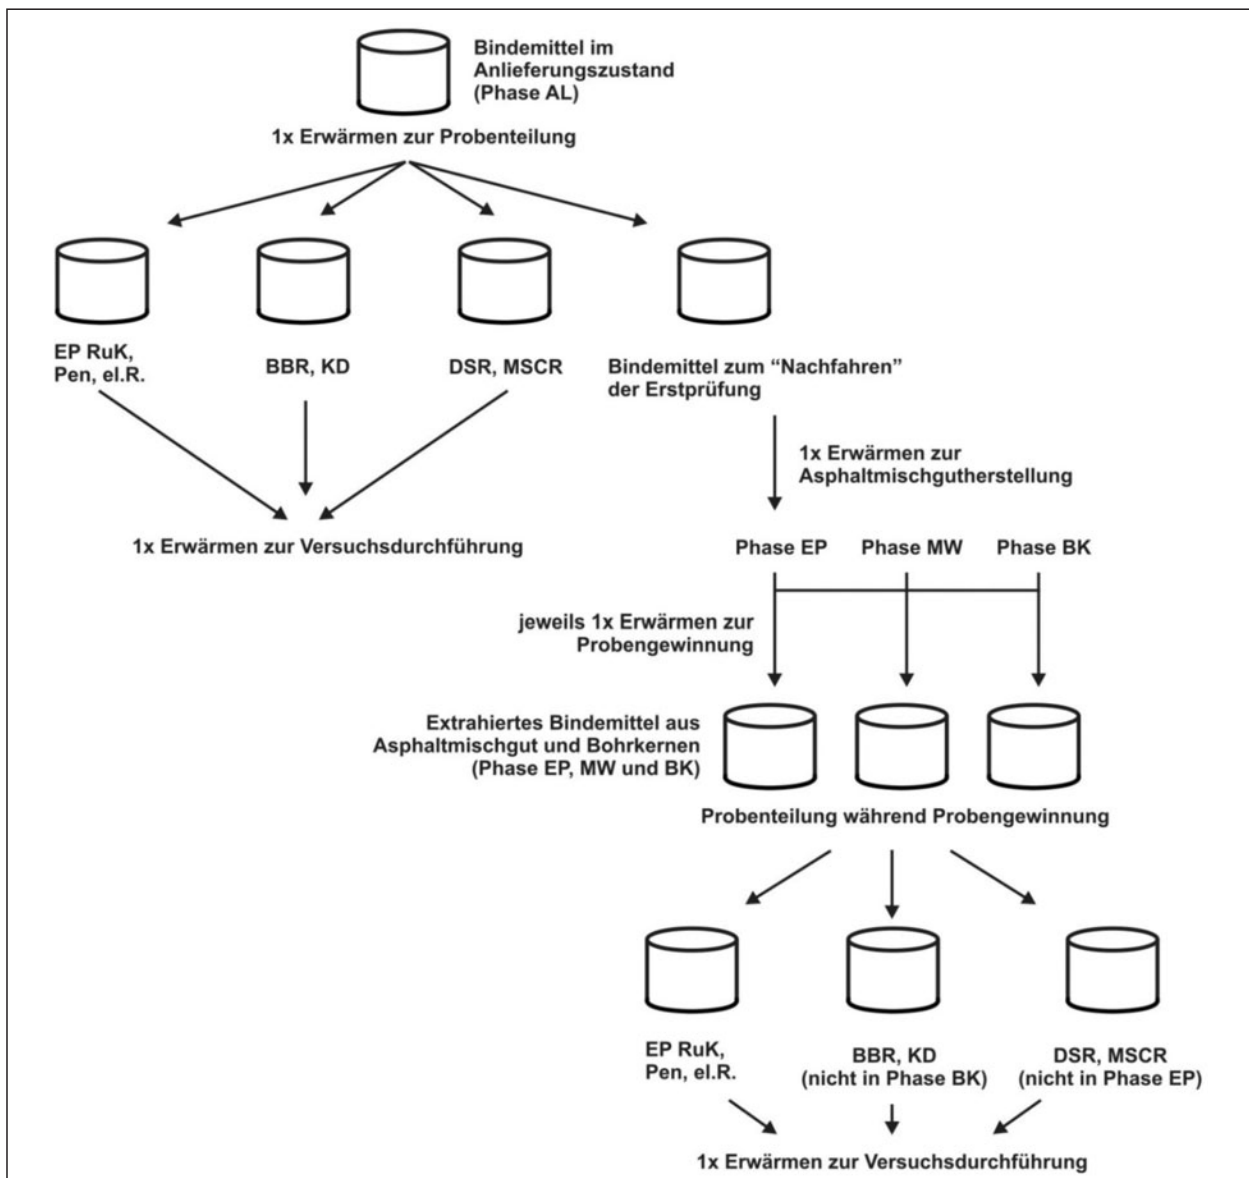 Bindemittel im
Anlieferungszustand
(Phase AL)
1x Erwärmen zur Probenteilung
EP RuK,
Pen, el.R.
BBR, KD
DSR, MSCR
Bindemittel zum “Nachfahren”
der Erstprüfung
1x Erwärmen zur
Asphaltmischgutherstellung
1x Erwärmen zur Versuchsdurchführung
Phase EP
Phase MW
Phase BK
jeweils 1x Erwärmen zur
Probengewinnung
Extrahiertes Bindemittel aus
Asphaltmischgut und Bohrkernen
(Phase EP, MW und BK)
Probenteilung während Probengewinnung
EP RuK,
Pen, el.R.
BBR, KD
(nicht in Phase BK)
DSR, MSCR
(nicht in Phase EP)
1x Erwärmen zur Versuchsdurchführung